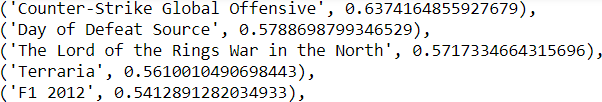 ('Counter-Strike Global Offensive', 0.6374164855927679),
('Day of Defeat Source', 0.5788698799346529),
('The Lord of the Rings War in the North', 0.5717334664315696),
('Terraria', 0.5610010490698443),
('F1 2012', 0.5412891282034933),